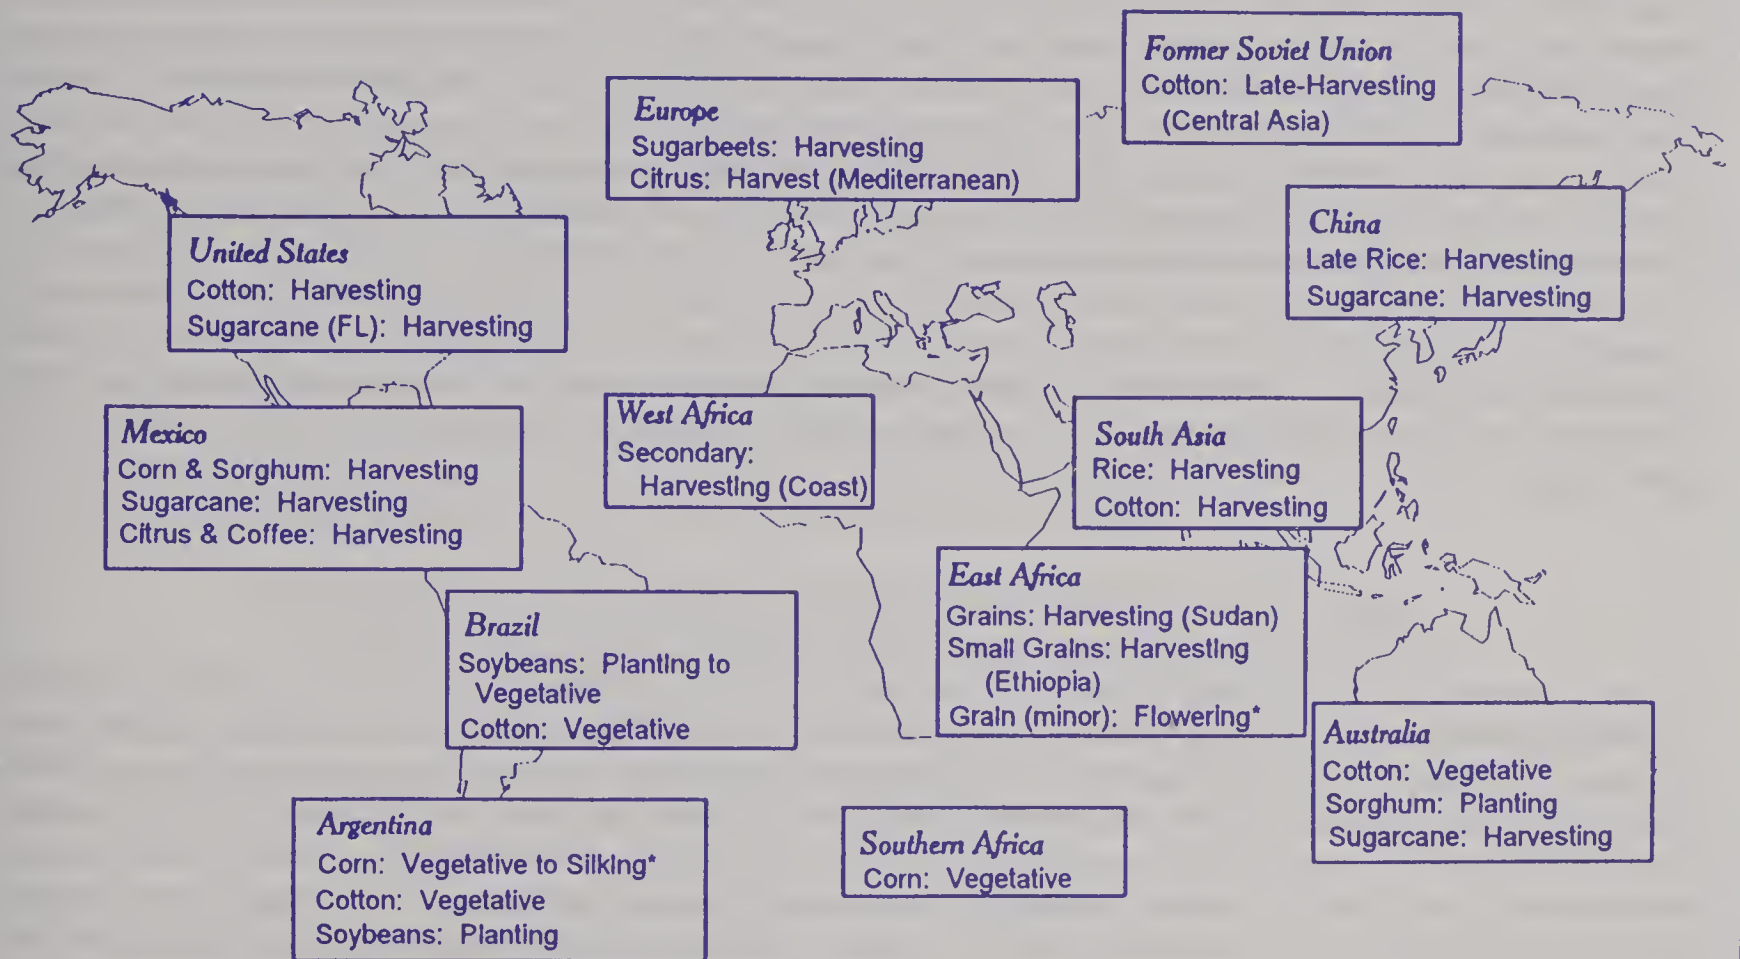 Former Soviet Union
Cotton: Late-Harvesting
(Central Asia)
Europe
Sugarbeets: Harvesting
Citrus: Harvest (Mediterranean)
China
Late Rice: Harvesting
Sugarcane: Harvesting
United States
Cotton: Harvesting
Sugarcane (FL): Harvesting
West Africa
Secondary:
Harvesting (Coast)
South Asia
Rice: Harvesting
Cotton: Harvesting
Mexico
Corn & Sorghum: Harvesting
Sugarcane: Harvesting
Citrus & Coffee: Harvesting
East Africa
Grains: Harvesting (Sudan)
Small Grains: Harvesting
(Ethiopia)
Grain (minor): Flowering*
Brazil
Soybeans: Planting to
Vegetative
Cotton: Vegetative
Australia
Cotton: Vegetative
Sorghum: Planting
Sugarcane: Harvesting
Argentina
Corn: Vegetative to Silking*
Cotton: Vegetative
Soybeans: Planting
Southern Africa
Corn: Vegetative